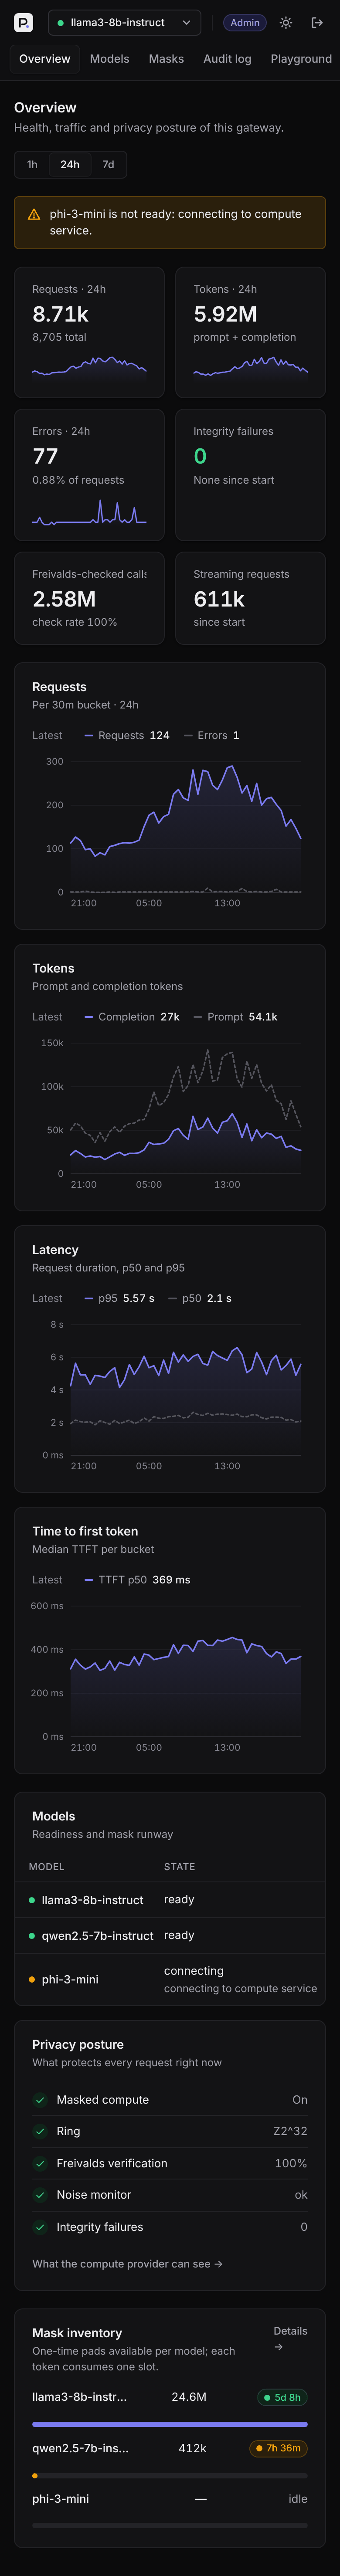 P.
llama3-8b-instruct
Admin
Overview Models Masks Audit log Playground
Overview
Health, traffic and privacy posture of this gateway.
1h 24h 7d
phi-3-mini is not ready: connecting to compute
service.
Requests · 24h
8.71k
8,705 total
Tokens · 24h
5.92M
prompt + completion
Errors · 24h
77
0.88% of requests
Integrity failures
0
None since start
Freivalds-checked calls
2.58M
check rate 100%
Streaming requests
611k
since start
Requests
Per 30m bucket · 24h
Latest Requests 124 Errors 1
300
200
100
0
21:00 05:00 13:00
Tokens
Prompt and completion tokens
Latest Completion 27k Prompt 54.1k
150k
100k
50k
0
21:00 05:00 13:00
Latency
Request duration, p50 and p95
Latest p95 5.57 s p50 2.1 s
8 s
6 s
4 s
2 s
0 ms
21:00 05:00 13:00
Time to first token
Median TTFT per bucket
Latest TTFT p50 369 ms
600 ms
400 ms
200 ms
0 ms
21:00 05:00 13:00
Models
Readiness and mask runway
MODEL STATE
llama3-8b-instruct ready
qwen2.5-7b-instruct ready
phi-3-mini connecting
connecting to compute service
Privacy posture
What protects every request right now
Masked compute On
Ring Z2^32
Freivalds verification 100%
Noise monitor ok
Integrity failures 0
What the compute provider can see →
Mask inventory
Details →
One-time pads available per model; each
token consumes one slot.
llama3-8b-instr... 24.6M 5d 8h
qwen2.5-7b-ins... 412k 7h 36m
phi-3-mini — idle